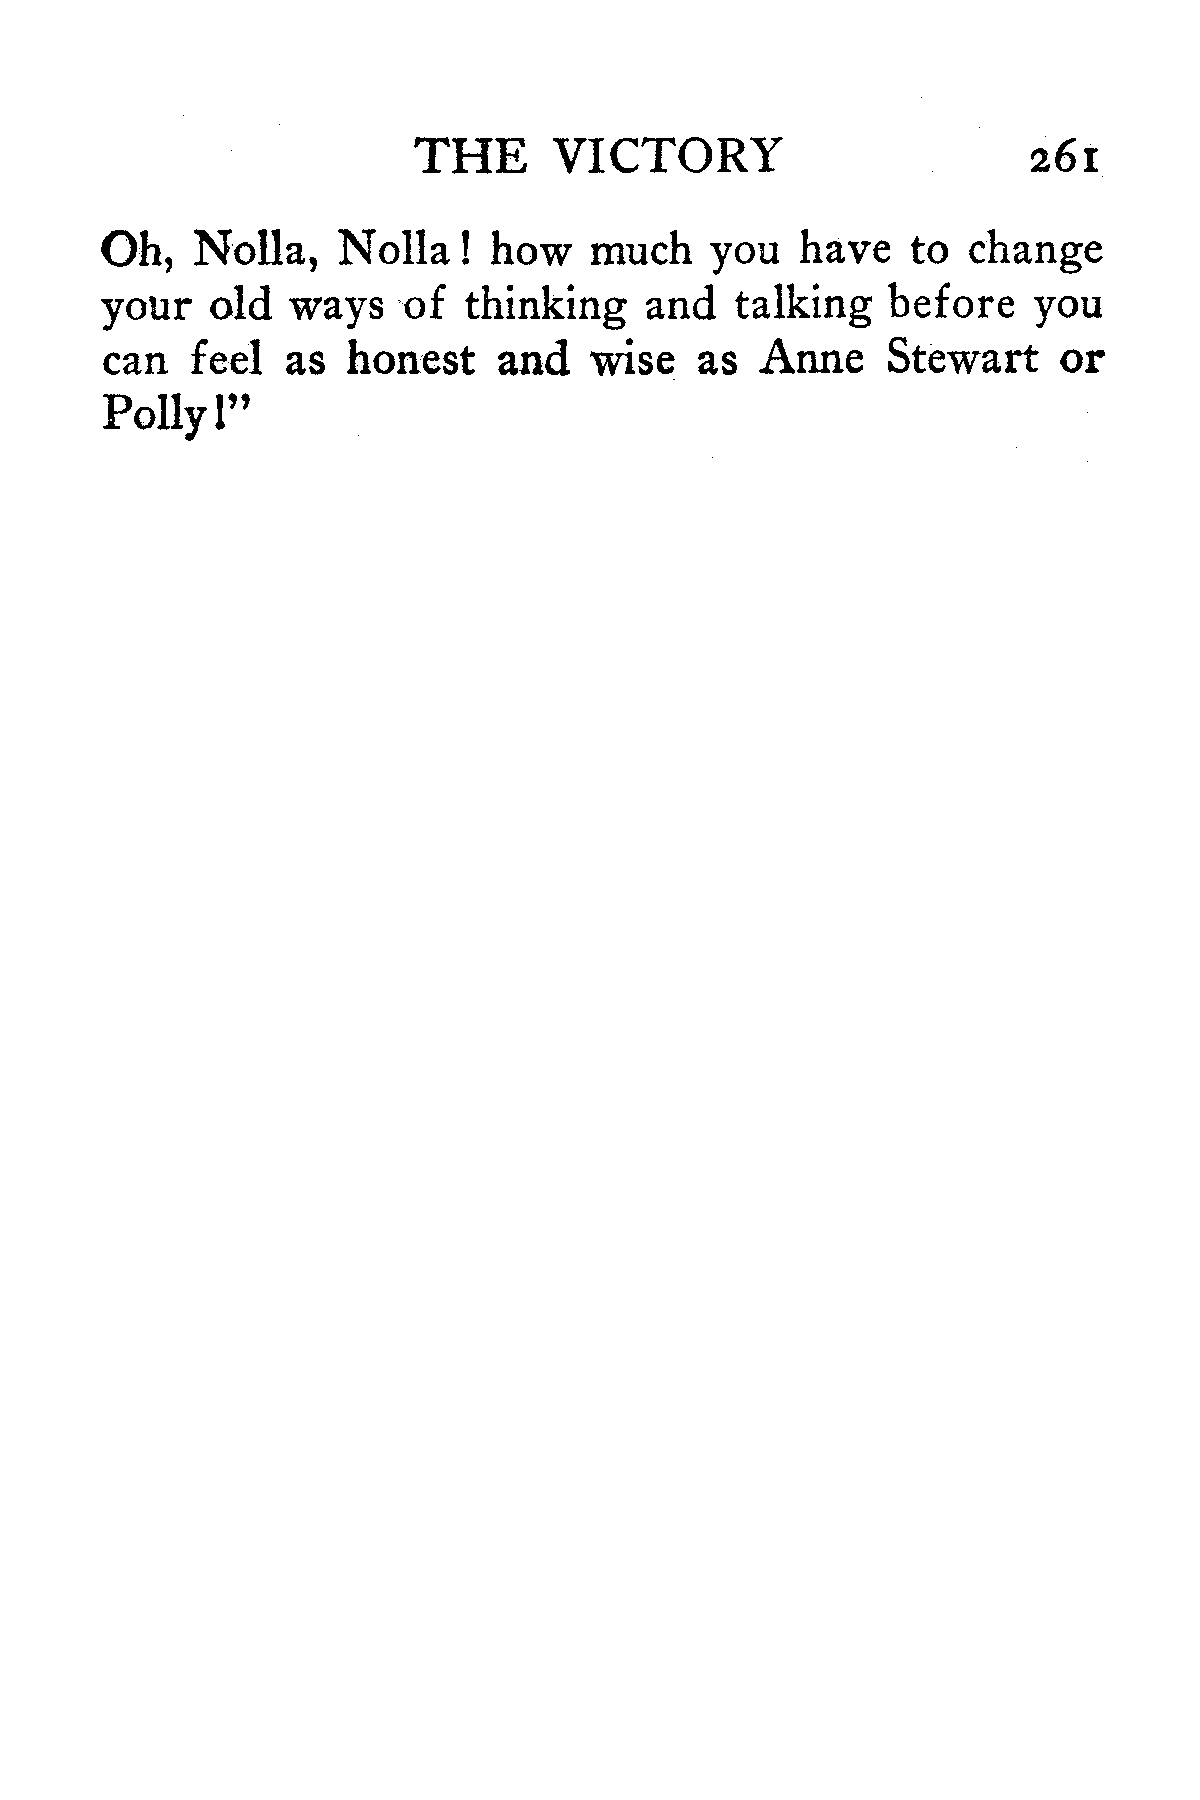 THE VICTORY 261
Oh, Nolla, Nolla! how much you have to change
your old ways of thinking and talking before you
can feel as honest and wise as Anne Stewart or
Polly!”